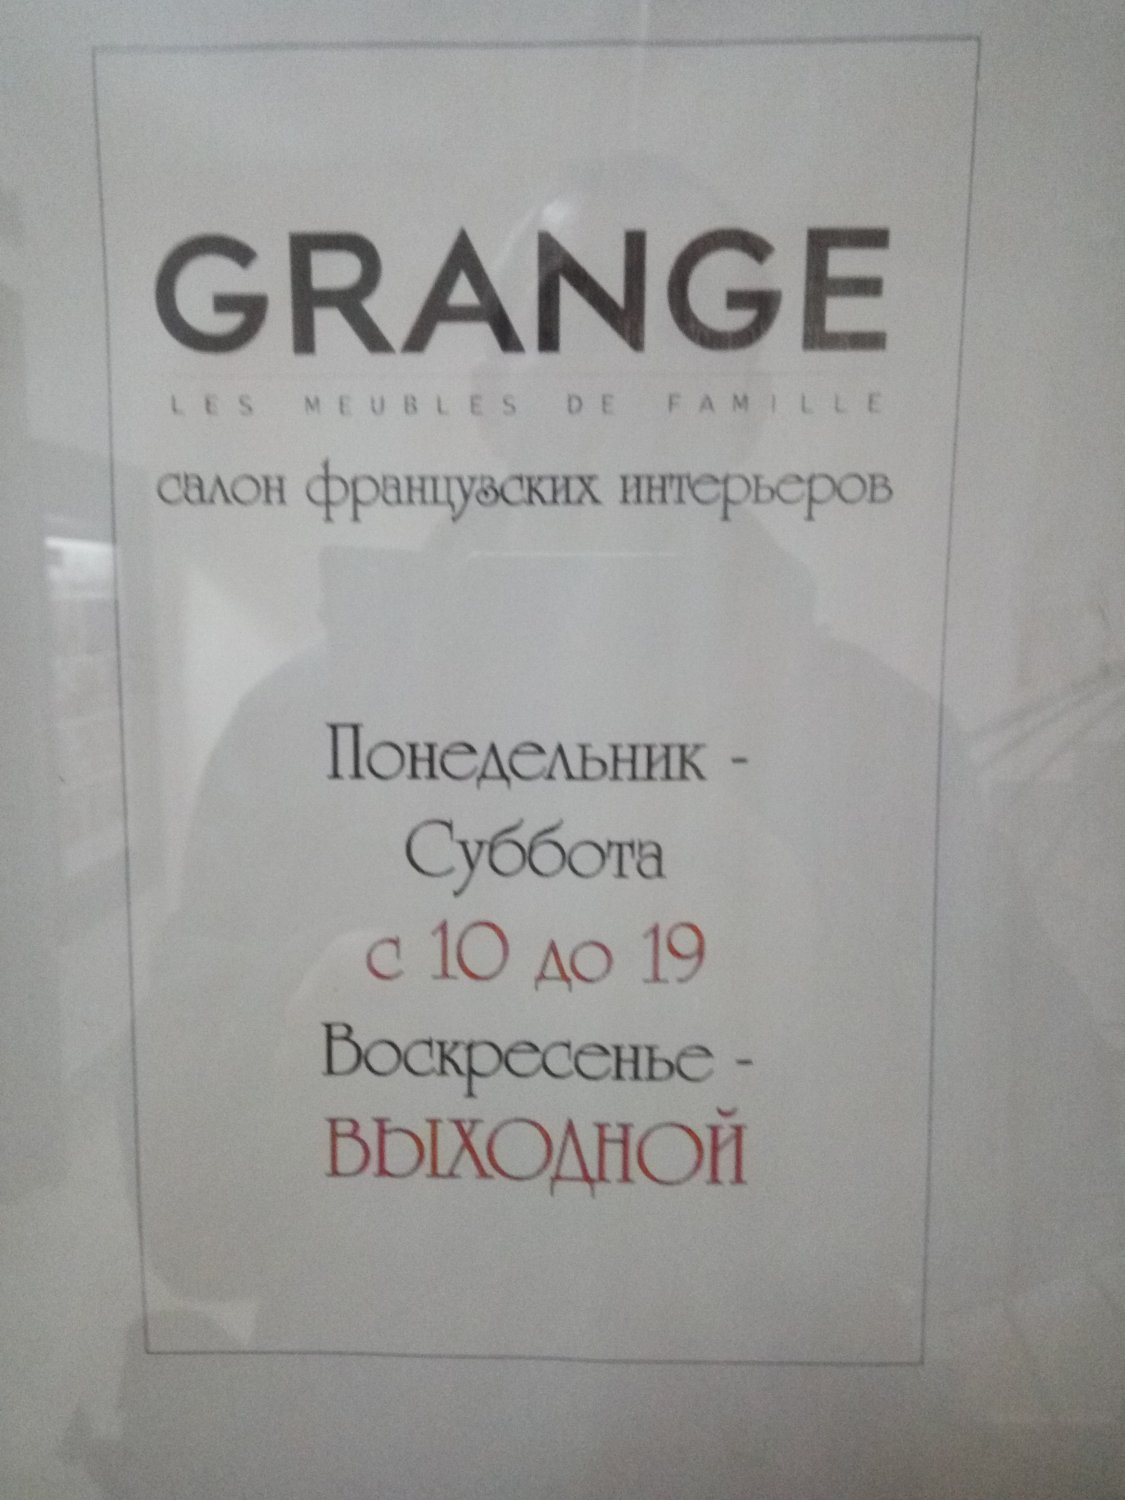 GRANGE
LES MEUBLES DE FAMILLE
салон французских интерьеров
Понедельник -
Суббота
с 10 до 19
Воскресенье -
ВЫХОДНОЙ